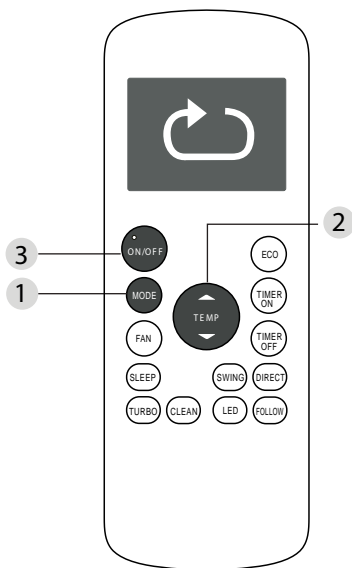 2
3
ON/OFF
ECO
1
MODE
TEMP
TIMER
ON
FAN
TIMER
OFF
SLEEP
SWING
DIRECT
TURBO
CLEAN
LED
FOLLOW